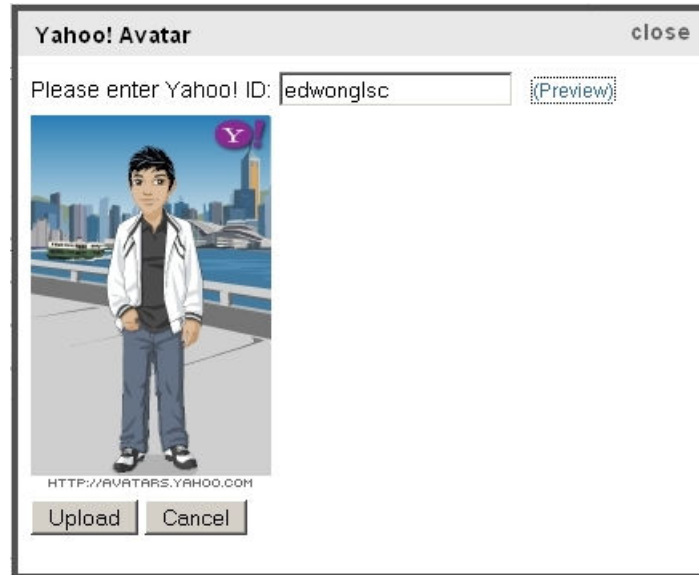 Yahoo! Avatar close
Please enter Yahoo! ID: edwonglsc (Preview)
Y!
HTTP://AVATARS.YAHOO.COM
Upload Cancel